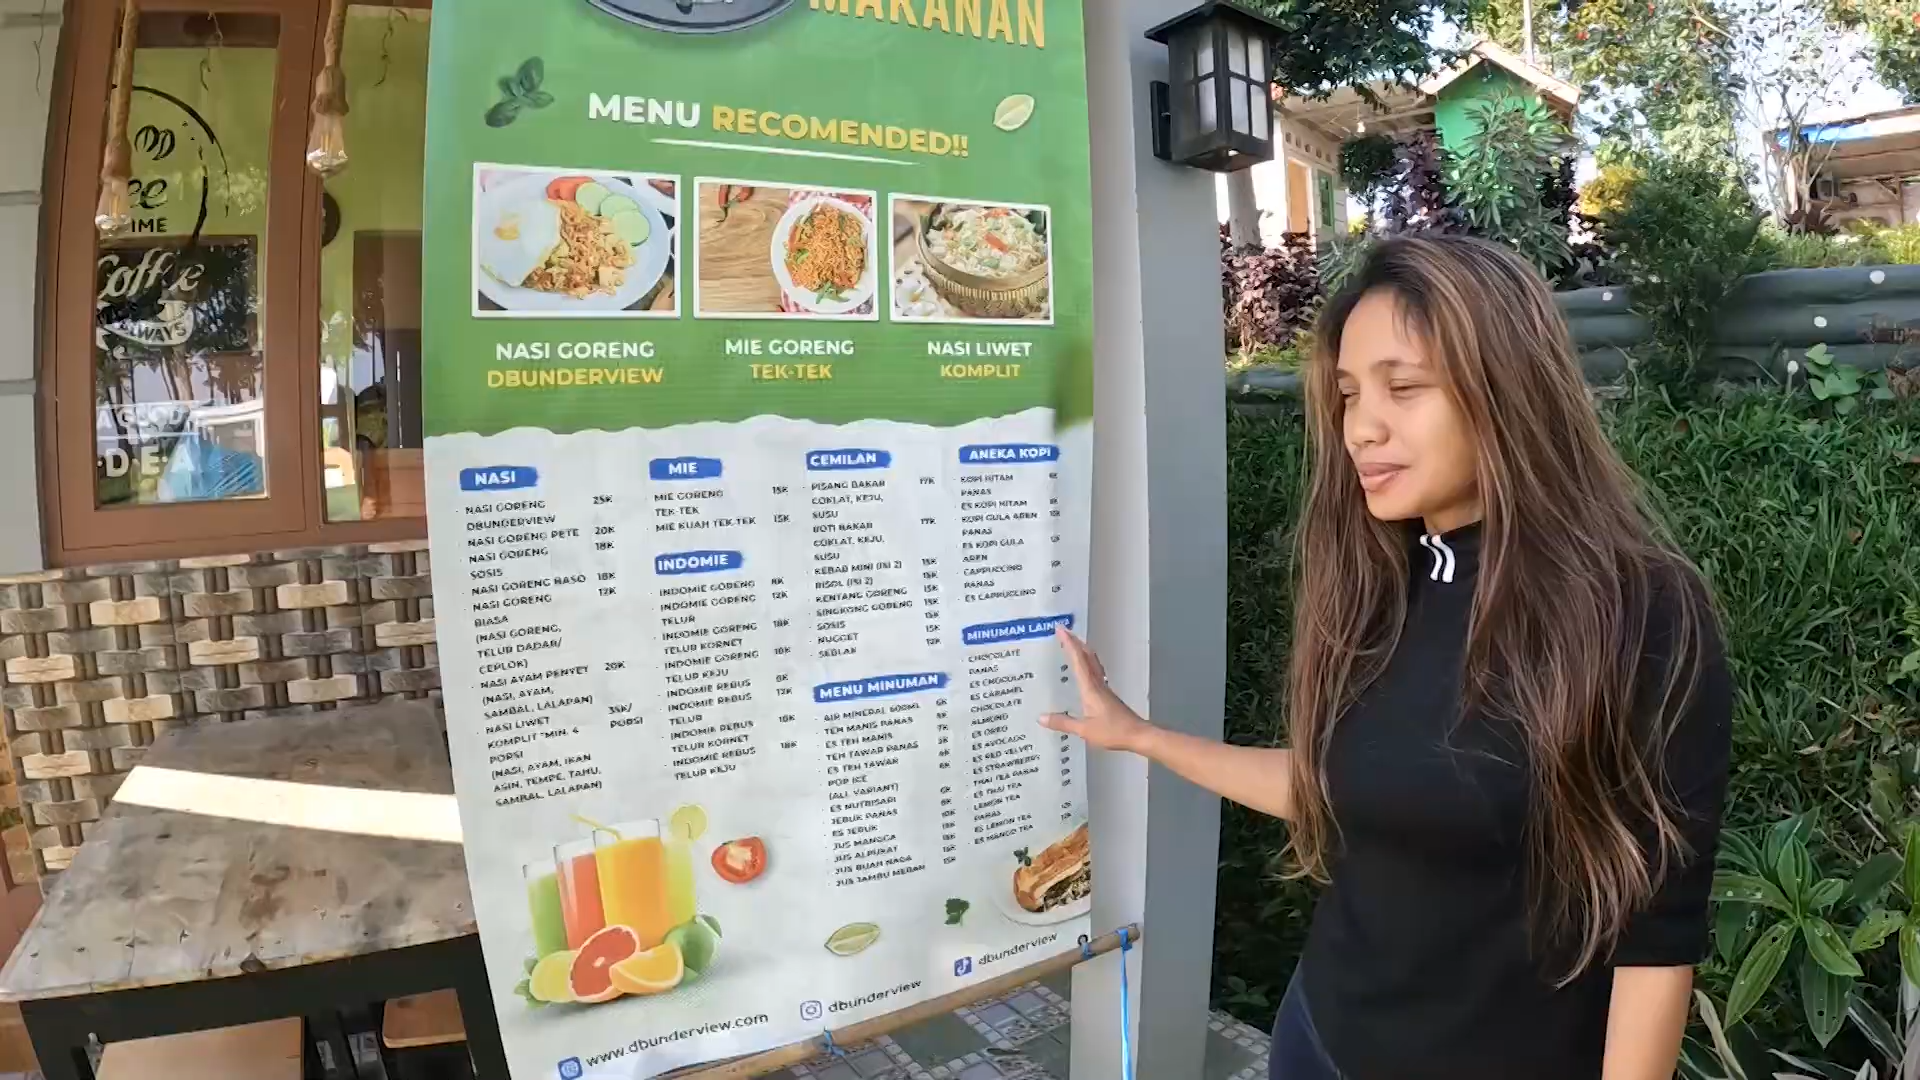 MAKANAN
MENU RECOMENDED!!
NASI GORENG
DBUNDERVIEW
MIE GORENG
TEK-TEK
NASI LIWET
KOMPLIT
NASI
NASI GORENG 25K
DBUNDERVIEW
NASI GORENG PETE 20K
NASI GORENG 18K
SOSIS
NASI GORENG BASO 18K
NASI GORENG 12K
BIASA
(NASI GORENG,
TELUR DADAR/
CEPLOK)
NASI AYAM PENYET 20K
(NASI, AYAM,
SAMBAL, LALAPAN)
NASI LIWET 35K/
KOMPLIT *MIN. 4 PORSI
PORSI
(NASI, AYAM, IKAN
ASIN, TEMPE, TAHU,
SAMBAL, LALAPAN)
MIE
MIE GORENG 15K
TEK-TEK
MIE KUAH TEK-TEK 15K
INDOMIE
INDOMIE GORENG 8K
INDOMIE GORENG 12K
TELUR
INDOMIE GORENG 18K
TELUR KORNET
INDOMIE GORENG 18K
TELUR KEJU
INDOMIE REBUS 8K
INDOMIE REBUS 12K
TELUR
INDOMIE REBUS 18K
TELUR KORNET
INDOMIE REBUS 18K
TELUR KEJU
CEMILAN
PISANG BAKAR 17K
COKLAT, KEJU,
SUSU
ROTI BAKAR 17K
COKLAT, KEJU,
SUSU
KEBAB MINI (ISI 2) 15K
RISOL (ISI 2) 15K
KENTANG GORENG 15K
SINGKONG GORENG 15K
SOSIS 15K
NUGGET 15K
SEBLAK 12K
MENU MINUMAN
AIR MINERAL 600ML 6K
TEH MANIS PANAS
ES TEH MANIS 7K
TEH TAWAR PANAS
ES TEH TAWAR
POP ICE
(ALL VARIANT)
ES NUTRISARI
JERUK PANAS
ES JERUK
JUS MANGGA
JUS ALPUKAT
JUS BUAH NAGA
JUS JAMBU MERAH 15K
ANEKA KOPI
KOPI HITAM
PANAS
ES KOPI HITAM
KOPI GULA AREN
PANAS
ES KOPI GULA
AREN
CAPPUCCINO
PANAS
ES CAPPUCCINO
MINUMAN
CHOCOLATE
PANAS
ES CHOCOLATE
ES CARAMEL
CHOCOLATE
ALMOND
ES OREO
ES AVOCADO
ES RED VELVET
ES STRAWBERRY
THAI TEA PANAS
ES THAI TEA
LEMON TEA
PANAS
ES LEMON TEA
ES MANGO TEA
www.dbunderview.com
dbunderview
dbunderview
Coffee
ALWAYS